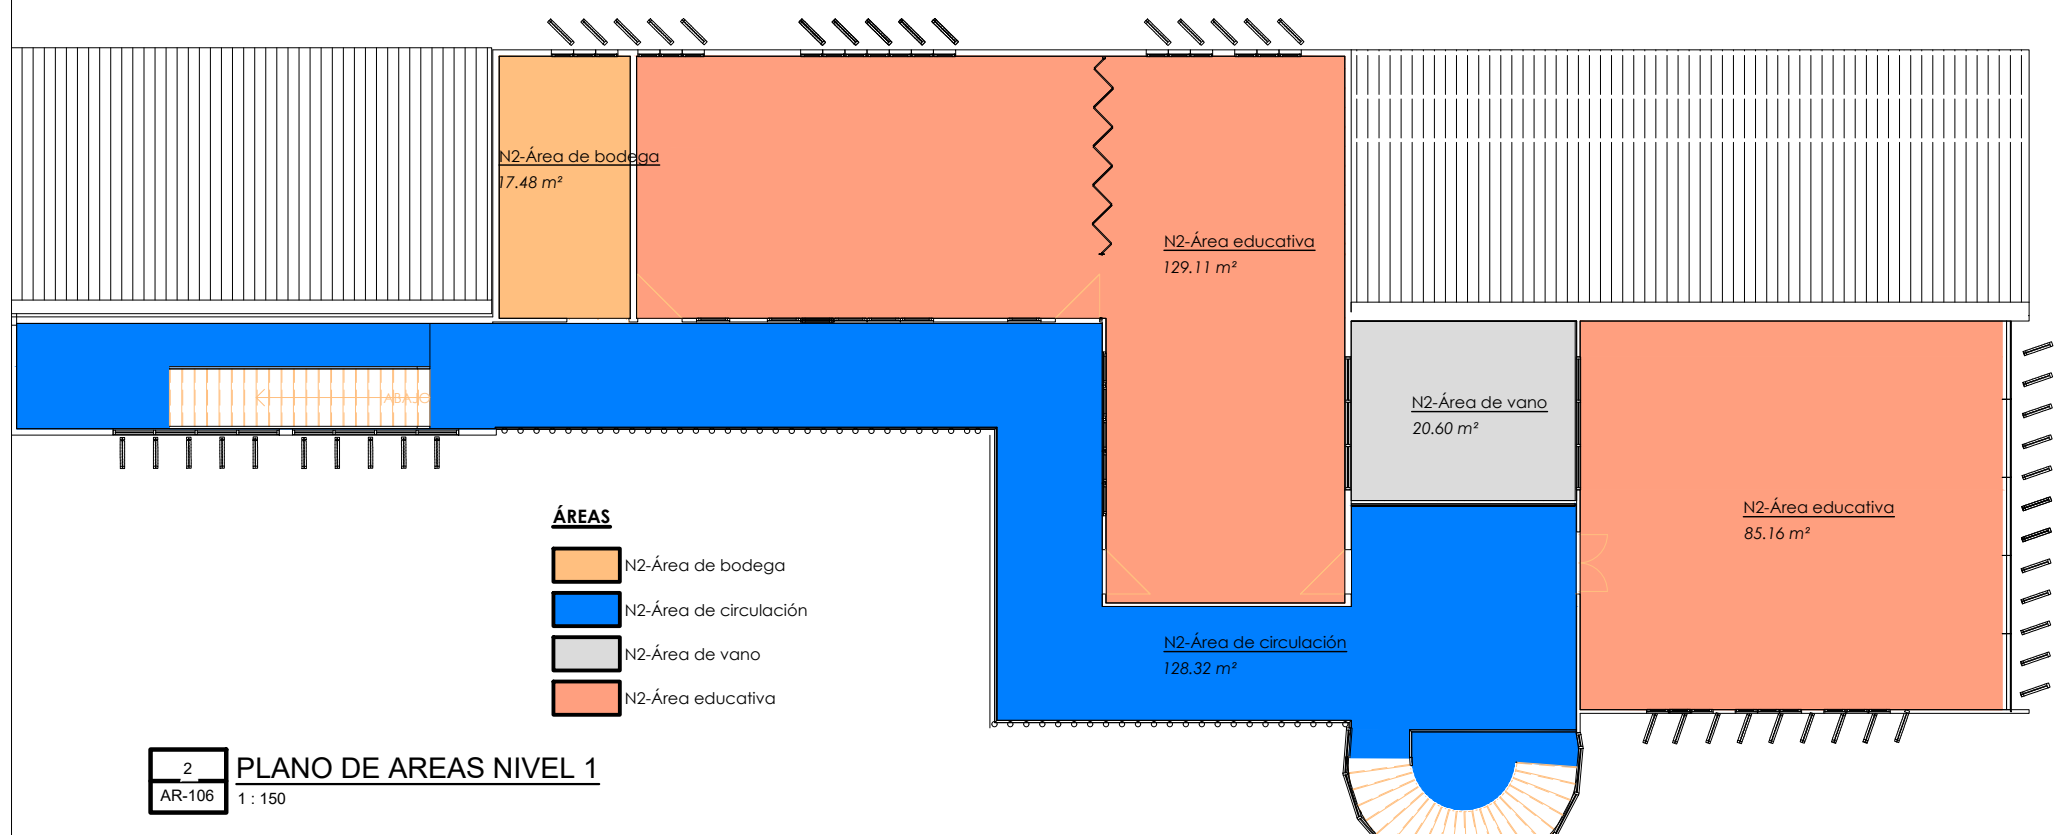 N2-Área de bodega
17.48 m²
N2-Área educativa
129.11 m²
ABAJO
N2-Área de vano
20.60 m²
N2-Área educativa
85.16 m²
ÁREAS
N2-Área de bodega
N2-Área de circulación
N2-Área de vano
N2-Área educativa
N2-Área de circulación
128.32 m²
2
AR-106
PLANO DE AREAS NIVEL 1
1 : 150